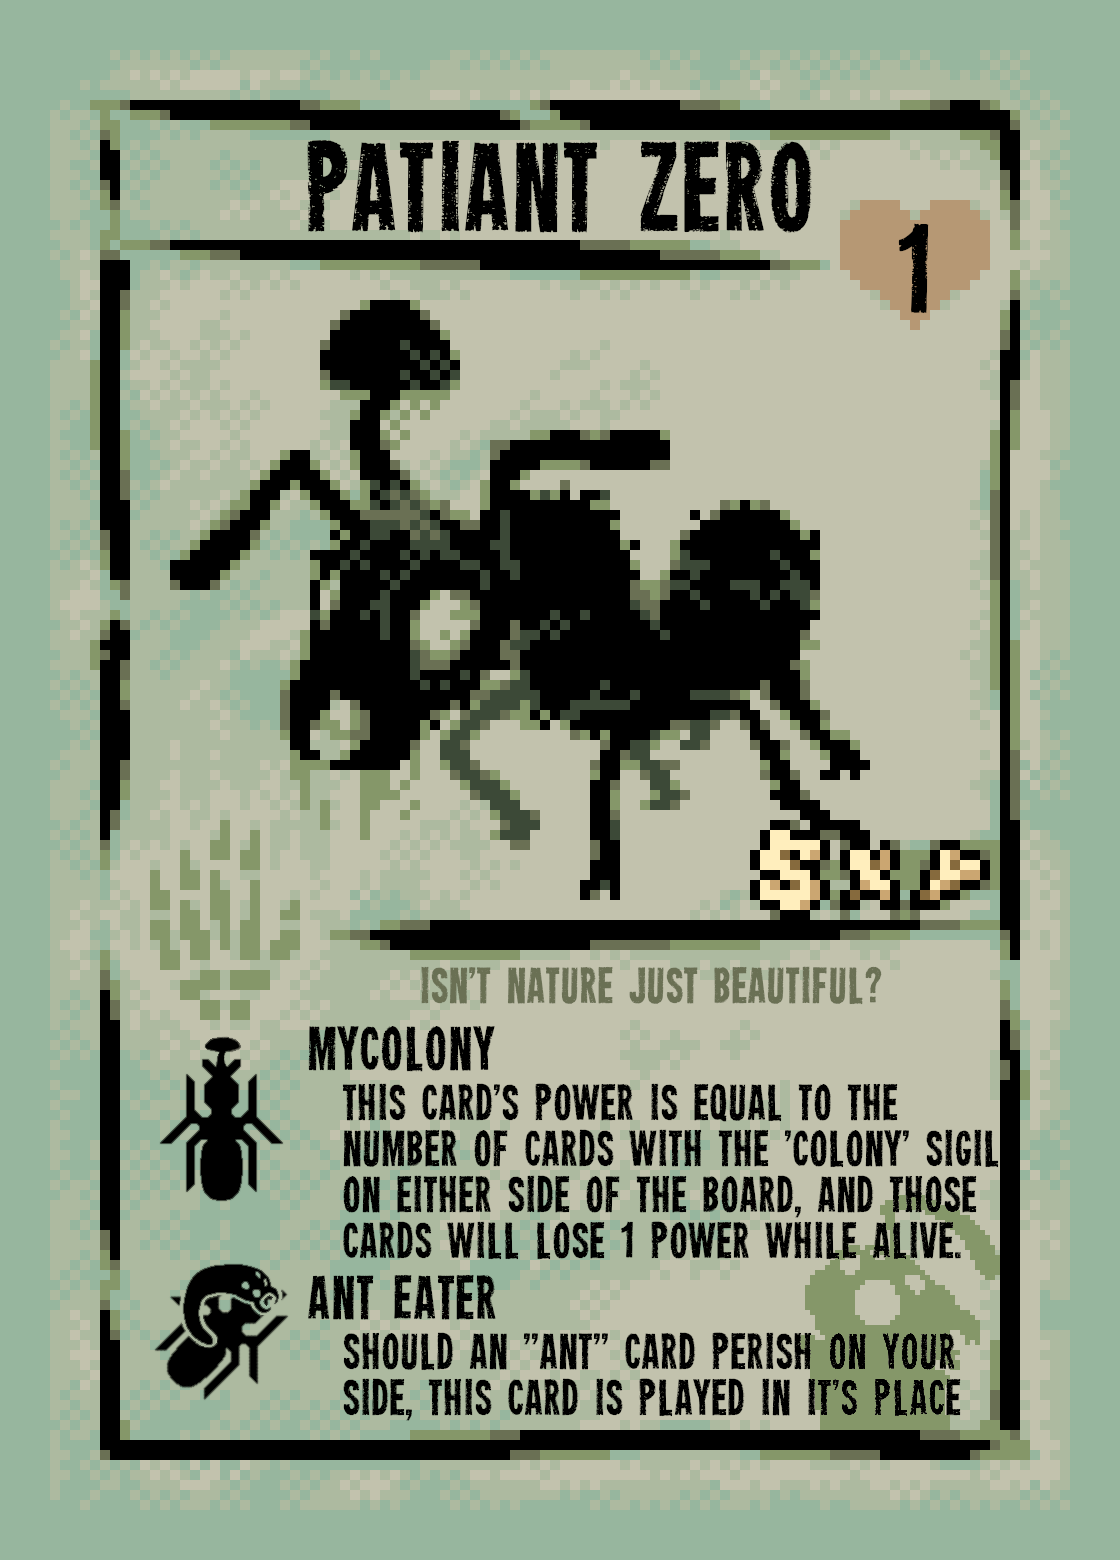 PATIANT ZERO
1
S X
ISN'T NATURE JUST BEAUTIFUL?
MYCOLONY
THIS CARD'S POWER IS EQUAL TO THE
NUMBER OF CARDS WITH THE 'COLONY' SIGIL
ON EITHER SIDE OF THE BOARD, AND THOSE
CARDS WILL LOSE 1 POWER WHILE ALIVE.
ANT EATER
SHOULD AN "ANT" CARD PERISH ON YOUR
SIDE, THIS CARD IS PLAYED IN IT'S PLACE